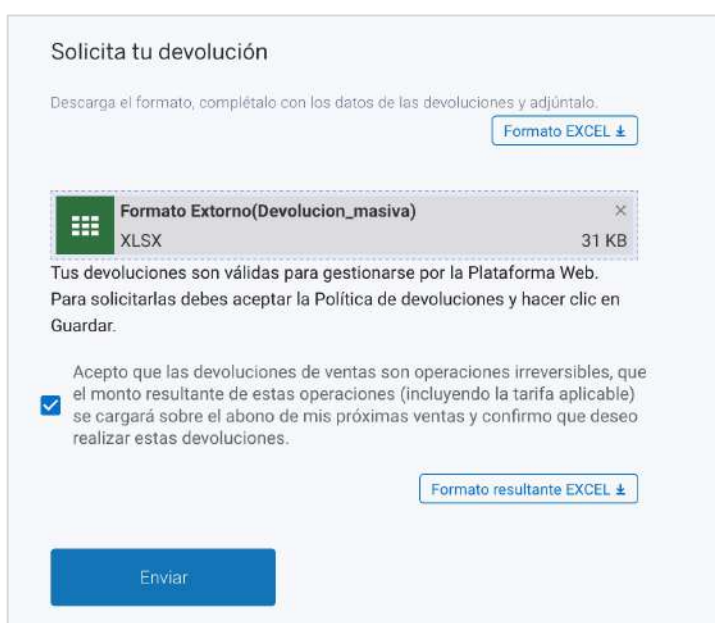 Solicita tu devolución
Descarga el formato, complétalo con los datos de las devoluciones y adjúntalo.
Formato EXCEL
Formato Extorno(Devolucion_masiva)
XLSX
31 KB
Tus devoluciones son válidas para gestionarse por la Plataforma Web.
Para solicitarlas debes aceptar la Política de devoluciones y hacer clic en
Guardar.
Acepto que las devoluciones de ventas son operaciones irreversibles, que
el monto resultante de estas operaciones (incluyendo la tarifa aplicable)
se cargará sobre el abono de mis próximas ventas y confirmo que deseo
realizar estas devoluciones.
Formato resultante EXCEL
Enviar